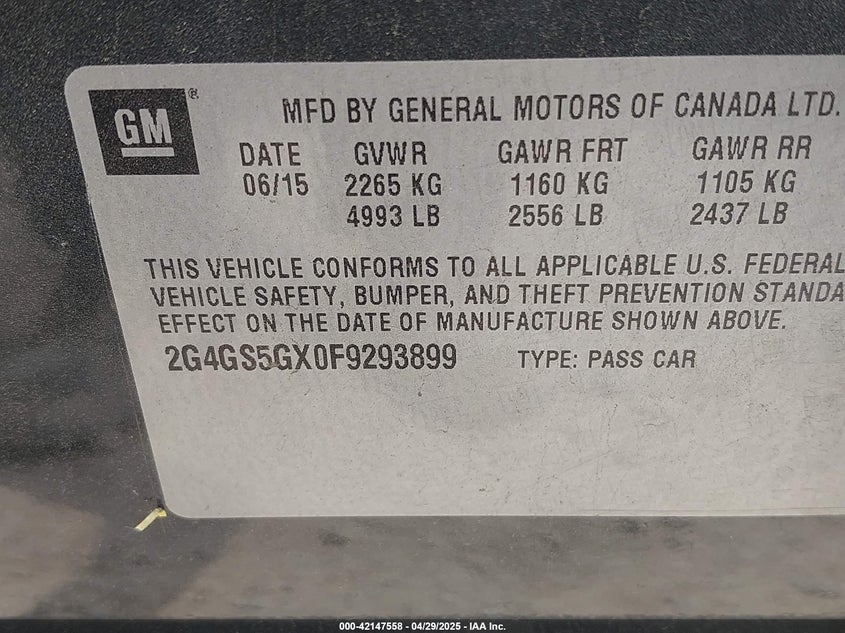 GM®
MFD BY GENERAL MOTORS OF CANADA LTD.
DATE GVWR GAWR FRT GAWR RR
06/15 2265 KG 1160 KG 1105 KG
4993 LB 2556 LB 2437 LB
THIS VEHICLE CONFORMS TO ALL APPLICABLE U.S. FEDERAL
VEHICLE SAFETY, BUMPER, AND THEFT PREVENTION STANDA
EFFECT ON THE DATE OF MANUFACTURE SHOWN ABOVE.
2G4GS5GX0F9293899 TYPE: PASS CAR
000-42147558 - 04/29/2025 - IAA Inc.